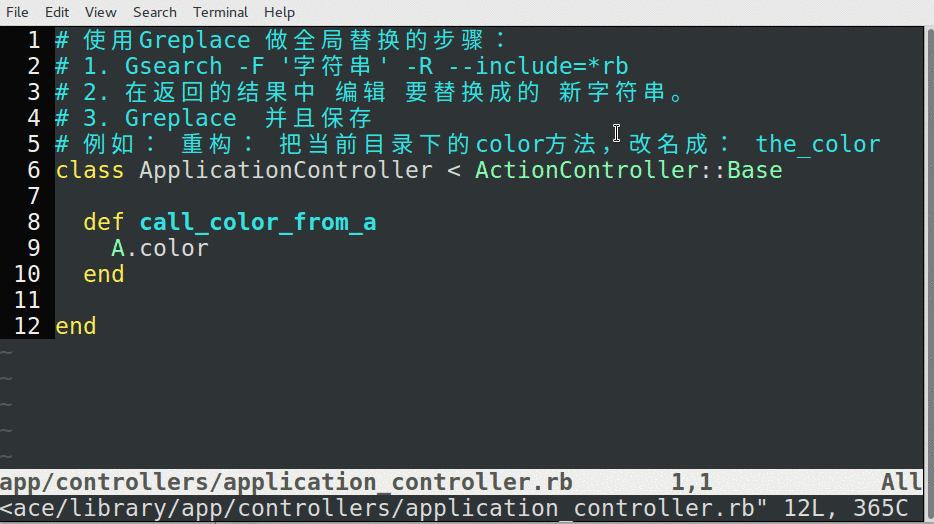 File Edit View Search Terminal Help
1 # 使用Greplace 做全局替换的步骤：
2 # 1. Gsearch -F '字符串' -R --include=*rb
3 # 2. 在返回的结果中 编辑 要替换成的 新字符串。
4 # 3. Greplace  并且保存
5 # 例如： 重构： 把当前目录下的color方法，改名成： the_color
6 class ApplicationController < ActionController::Base
7
8   def call_color_from_a
9     A.color
10   end
11
12 end
~
~
~
~
~
app/controllers/application_controller.rb 1,1 All
<ace/library/app/controllers/application_controller.rb" 12L, 365C